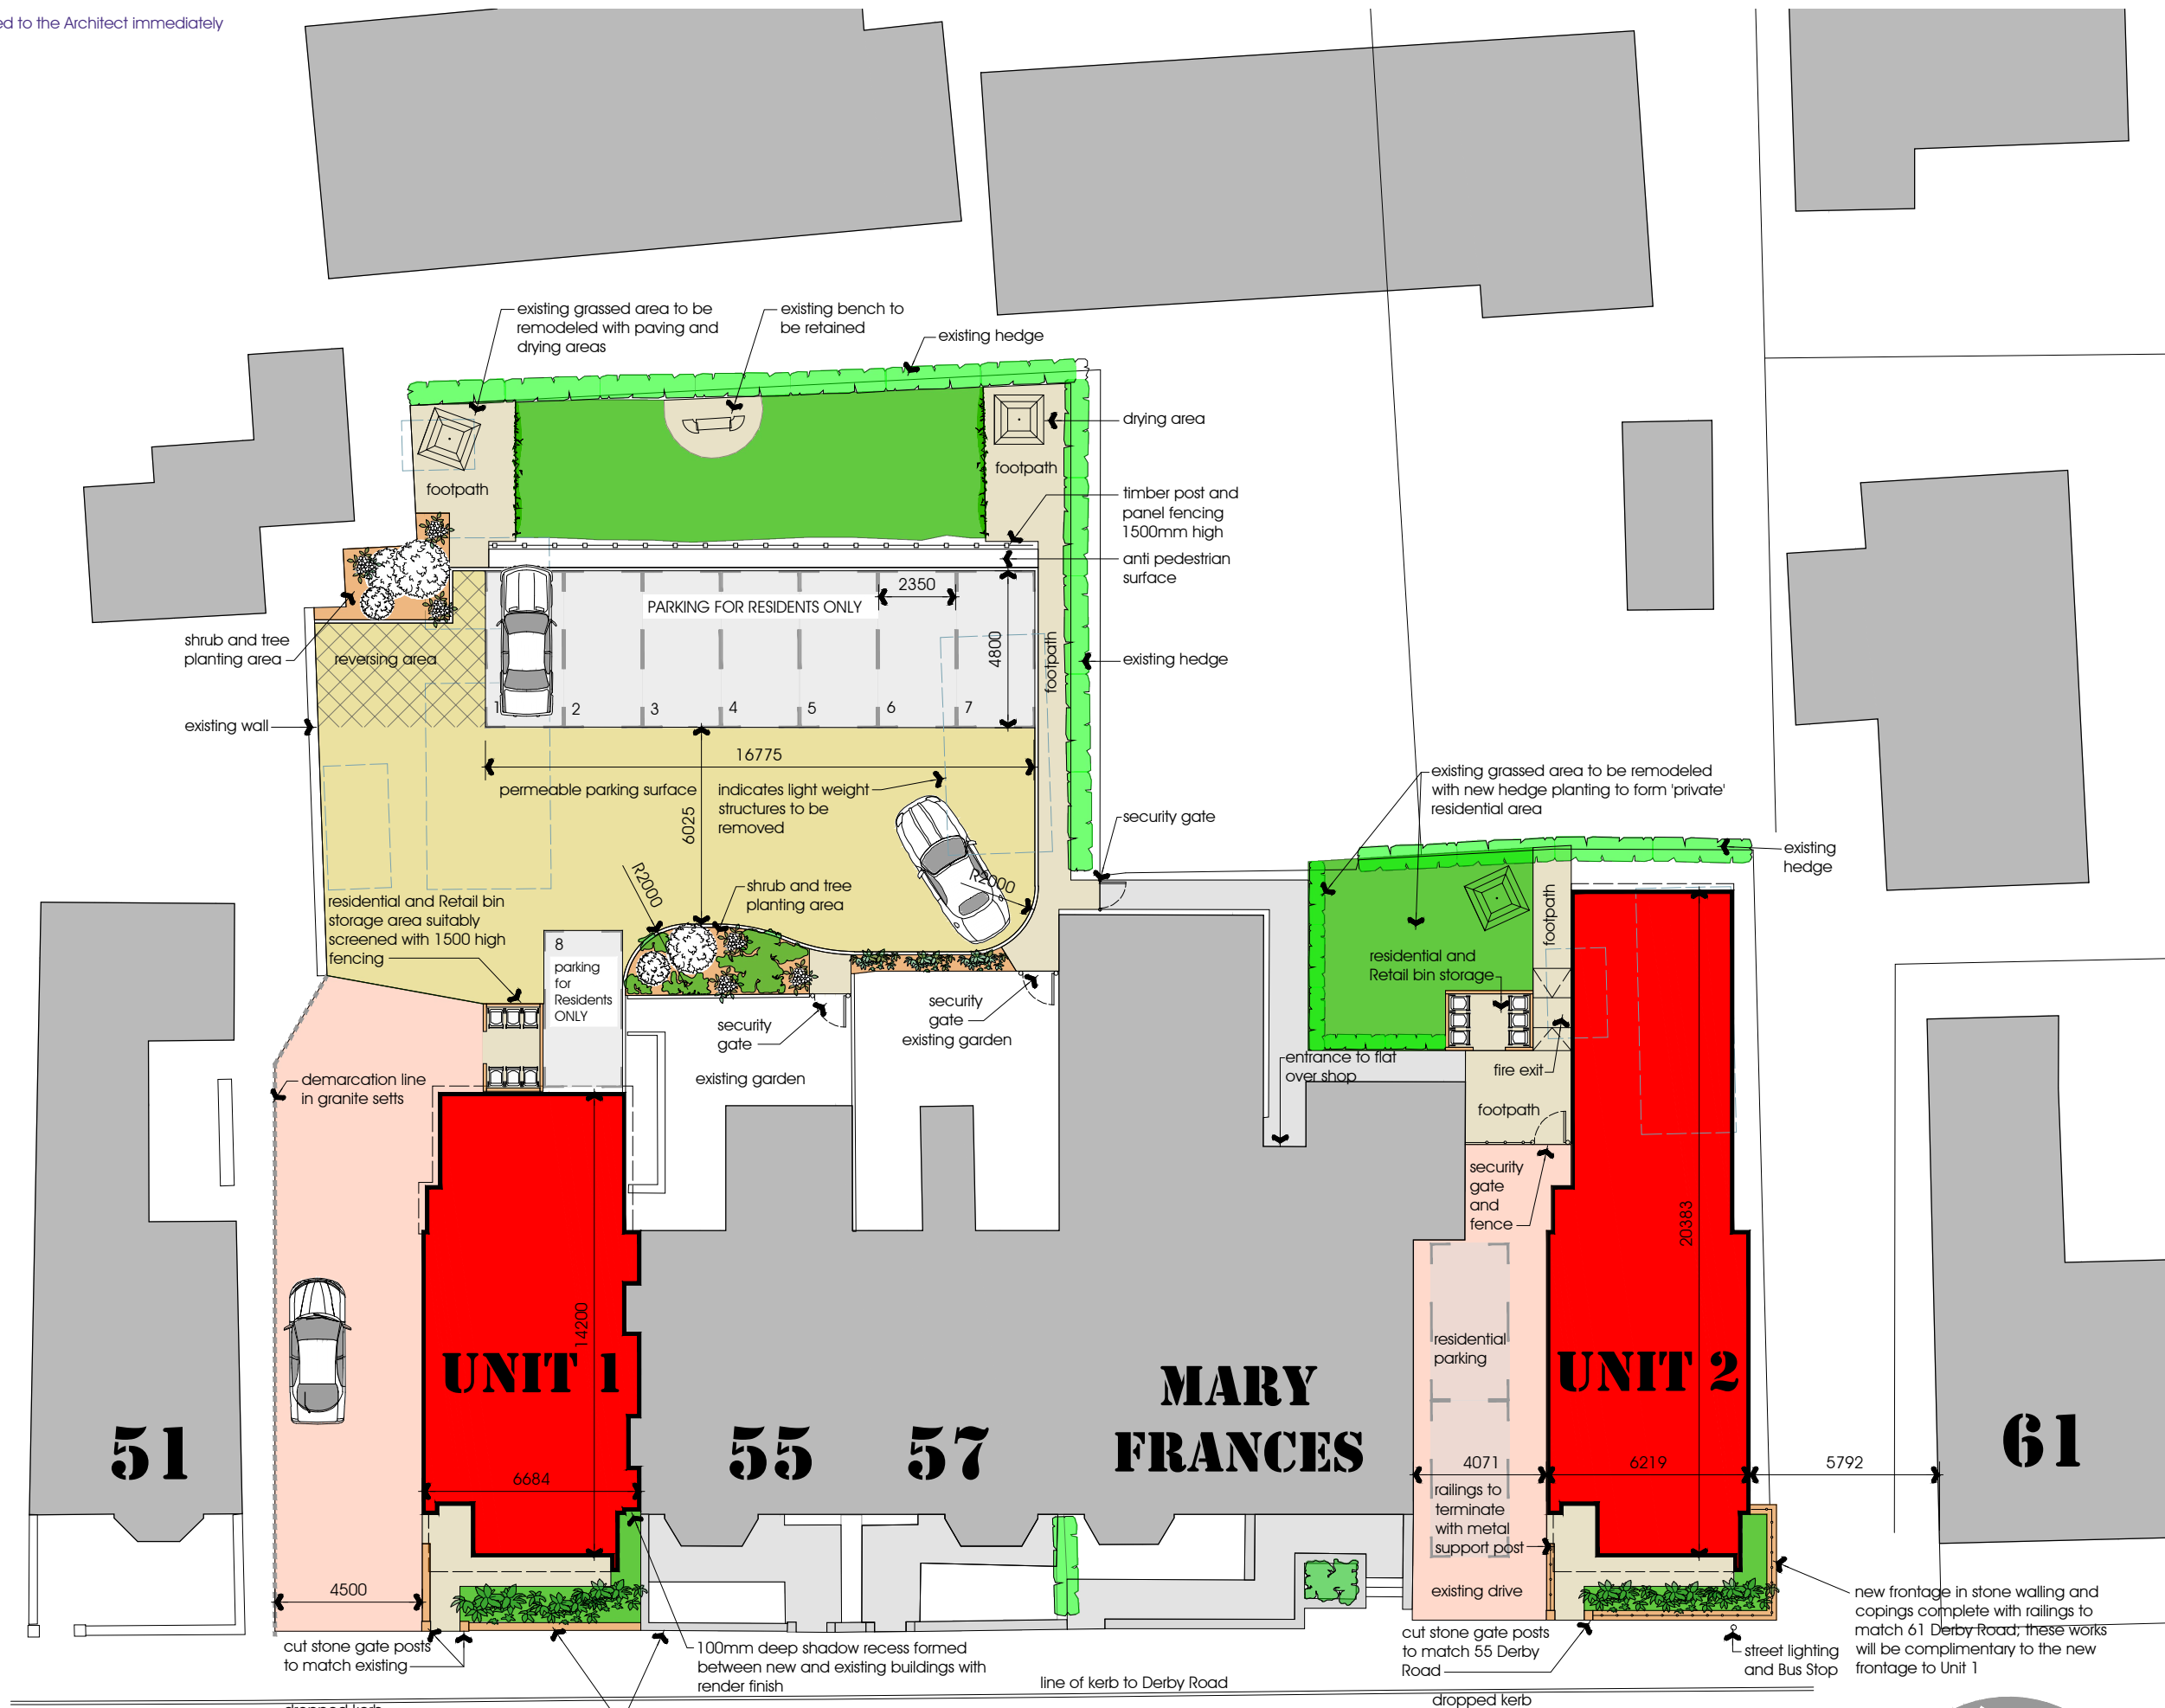 ed to the Architect immediately
existing grassed area to be
remodeled with paving and
drying areas
existing bench to
be retained
existing hedge
drying area
footpath
footpath
timber post and
panel fencing
1500mm high
anti pedestrian
surface
2350
PARKING FOR RESIDENTS ONLY
4800
footpath
shrub and tree
planting area
reversing area
existing hedge
existing wall
1
2
3
4
5
6
7
16775
permeable parking surface
6025
indicates light weight
structures to be
removed
existing grassed area to be remodeled
with new hedge planting to form 'private'
residential area
security gate
existing
hedge
R2000
R2000
shrub and tree
planting area
residential and Retail bin
storage area suitably
screened with 1500 high
fencing
8
parking
for
Residents
ONLY
footpath
residential and
Retail bin storage
security
gate
existing garden
security
gate
existing garden
entrance to flat
over shop
fire exit
footpath
demarcation line
in granite setts
security
gate
and
fence
20383
14200
residential
parking
UNIT 1
UNIT 2
MARY
FRANCES
51
55
57
61
6684
4071
6219
5792
railings to
terminate
with metal
support post
4500
existing drive
new frontage in stone walling and
copings complete with railings to
match 61 Derby Road; these works
will be complimentary to the new
frontage to Unit 1
cut stone gate posts
to match existing
100mm deep shadow recess formed
between new and existing buildings with
render finish
cut stone gate posts
to match 55 Derby
Road
street lighting
and Bus Stop
line of kerb to Derby Road
dropped kerb
dropped kerb